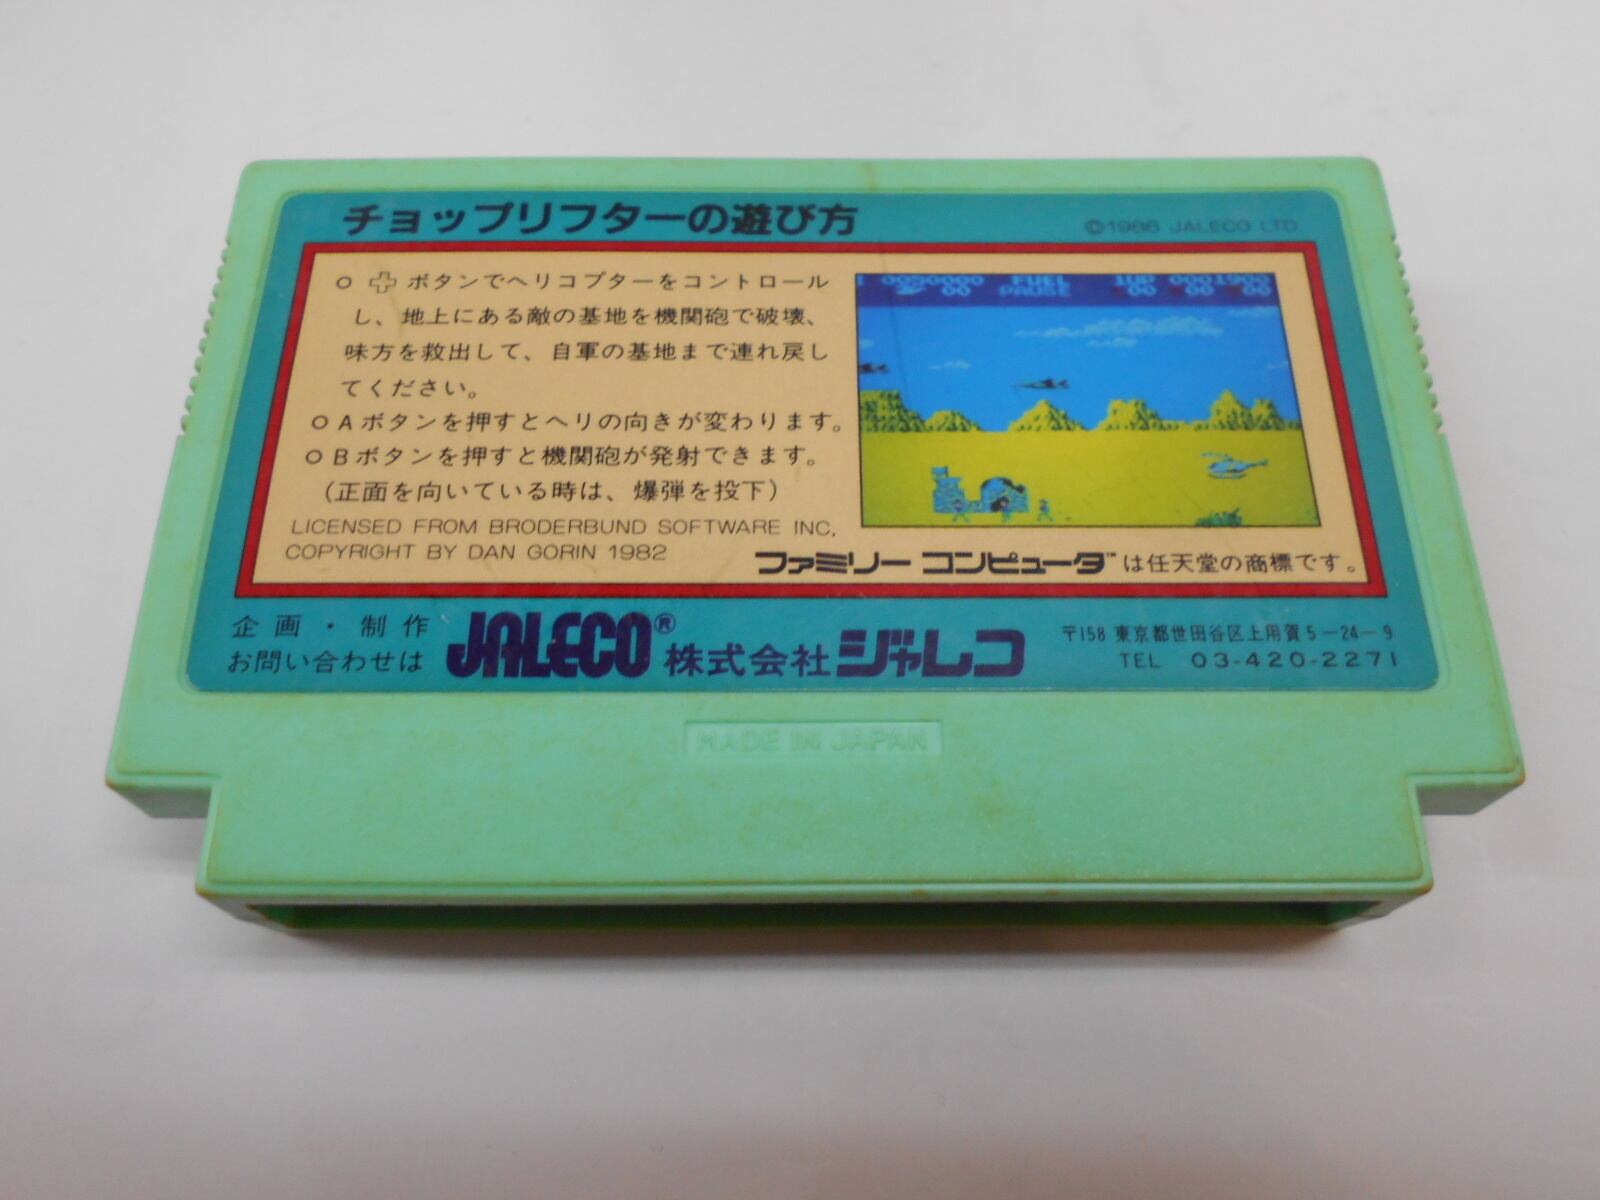 チョップリフターの遊び方
©1986 JALECO LTD
○ ✚ ボタンでヘリコプターをコントロール
し、地上にある敵の基地を機関砲で破壊、
味方を救出して、自軍の基地まで連れ戻し
てください。
○Aボタンを押すとヘリの向きが変わります。
○Bボタンを押すと機関砲が発射できます。
(正面を向いている時は、爆弾を投下)
LICENSED FROM BRODERBUND SOFTWARE INC,
COPYRIGHT BY DAN GORIN 1982
0050000 FUEL 1UP 0001900
00 PAUSE 00 00 00
ファミリー コンピュータ™は任天堂の商標です。
企画・制作
お問い合わせは
JALECO® 株式会社ジャレコ
〒158 東京都世田谷区上用賀5-24-9
TEL 03-420-2271
MADE IN JAPAN